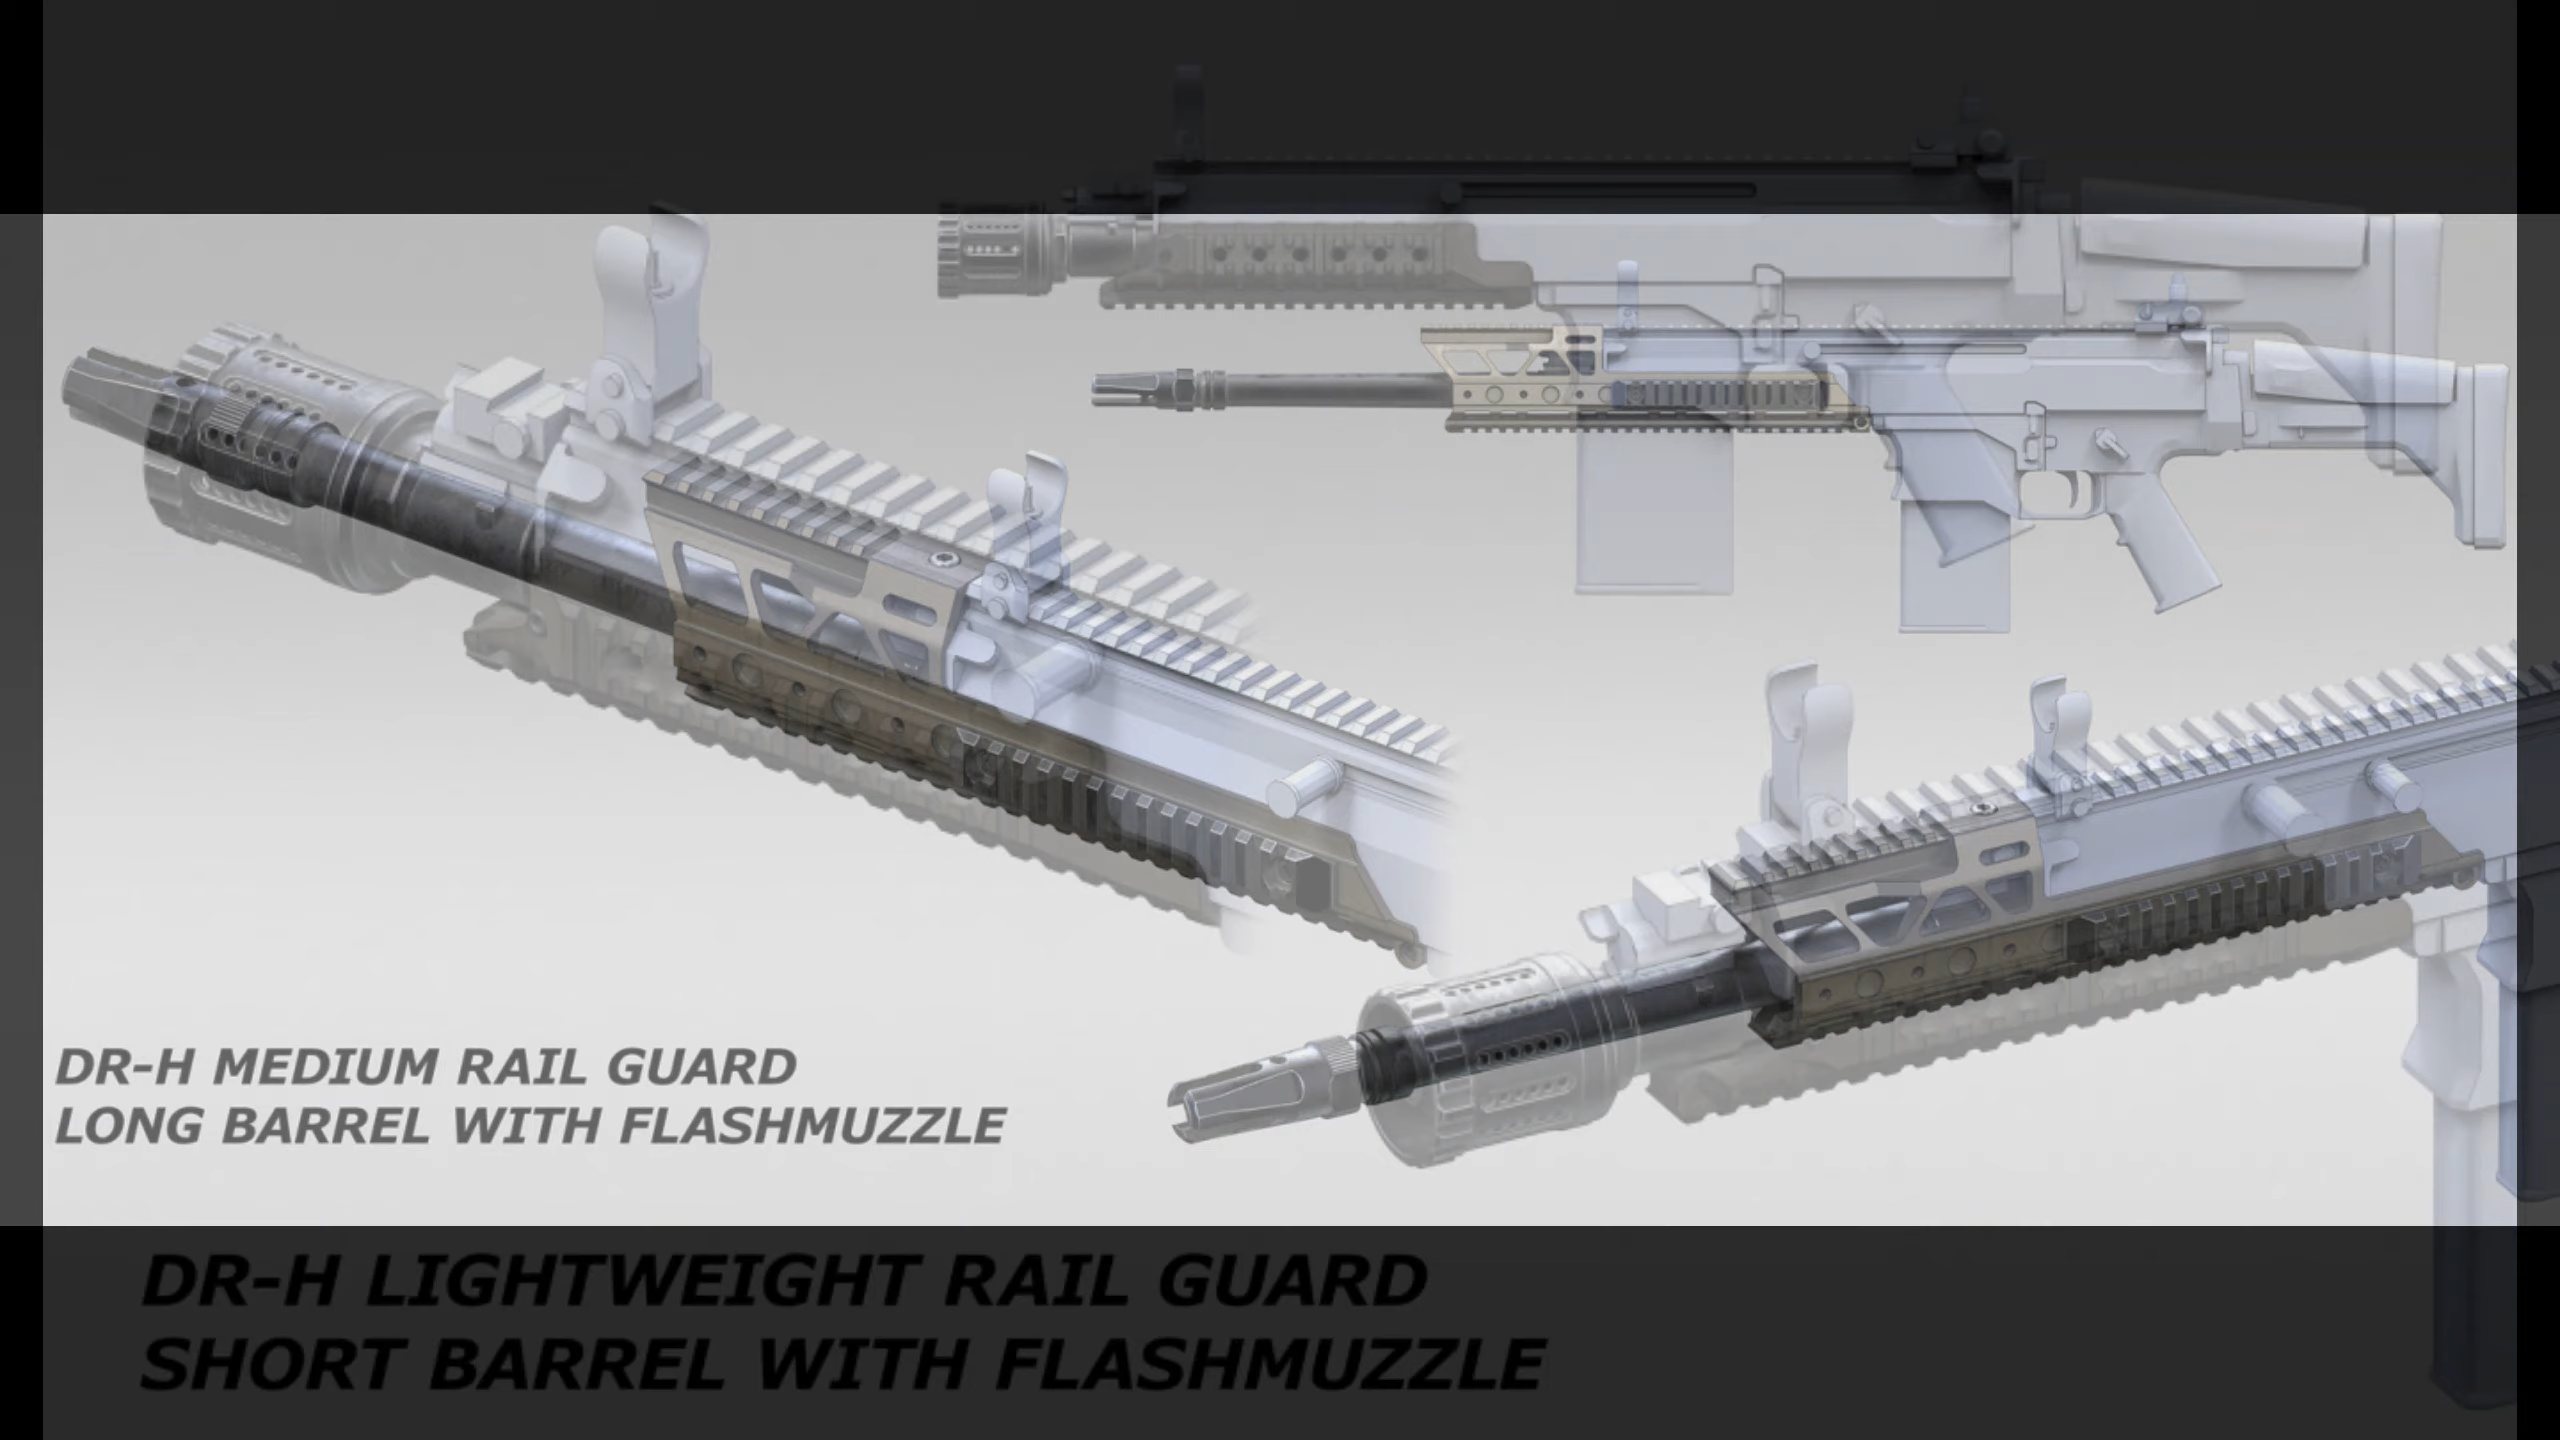 DR-H MEDIUM RAIL GUARD
LONG BARREL WITH FLASHMUZZLE
DR-H LIGHTWEIGHT RAIL GUARD
SHORT BARREL WITH FLASHMUZZLE